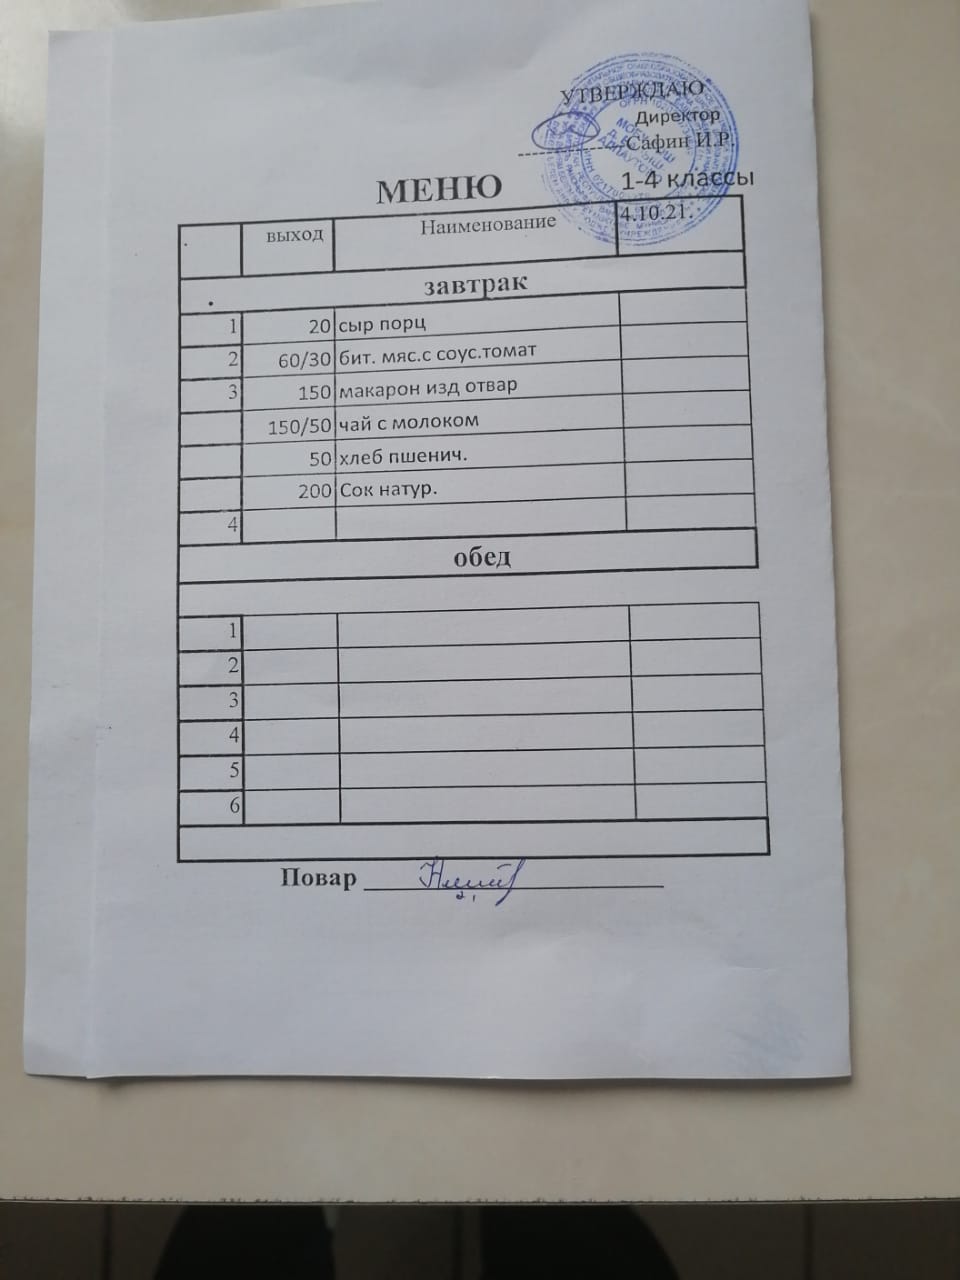 УТВЕРЖДАЮ
Директор
Сафин И.Р.
1-4 классы
МЕНЮ
выход Наименование 4.10.21.
завтрак
1 20 сыр порц
2 60/30 бит. мяс.с соус.томат
3 150 макарон изд отвар
150/50 чай с молоком
50 хлеб пшенич.
200 Сок натур.
4
обед
1
2
3
4
5
6
Повар